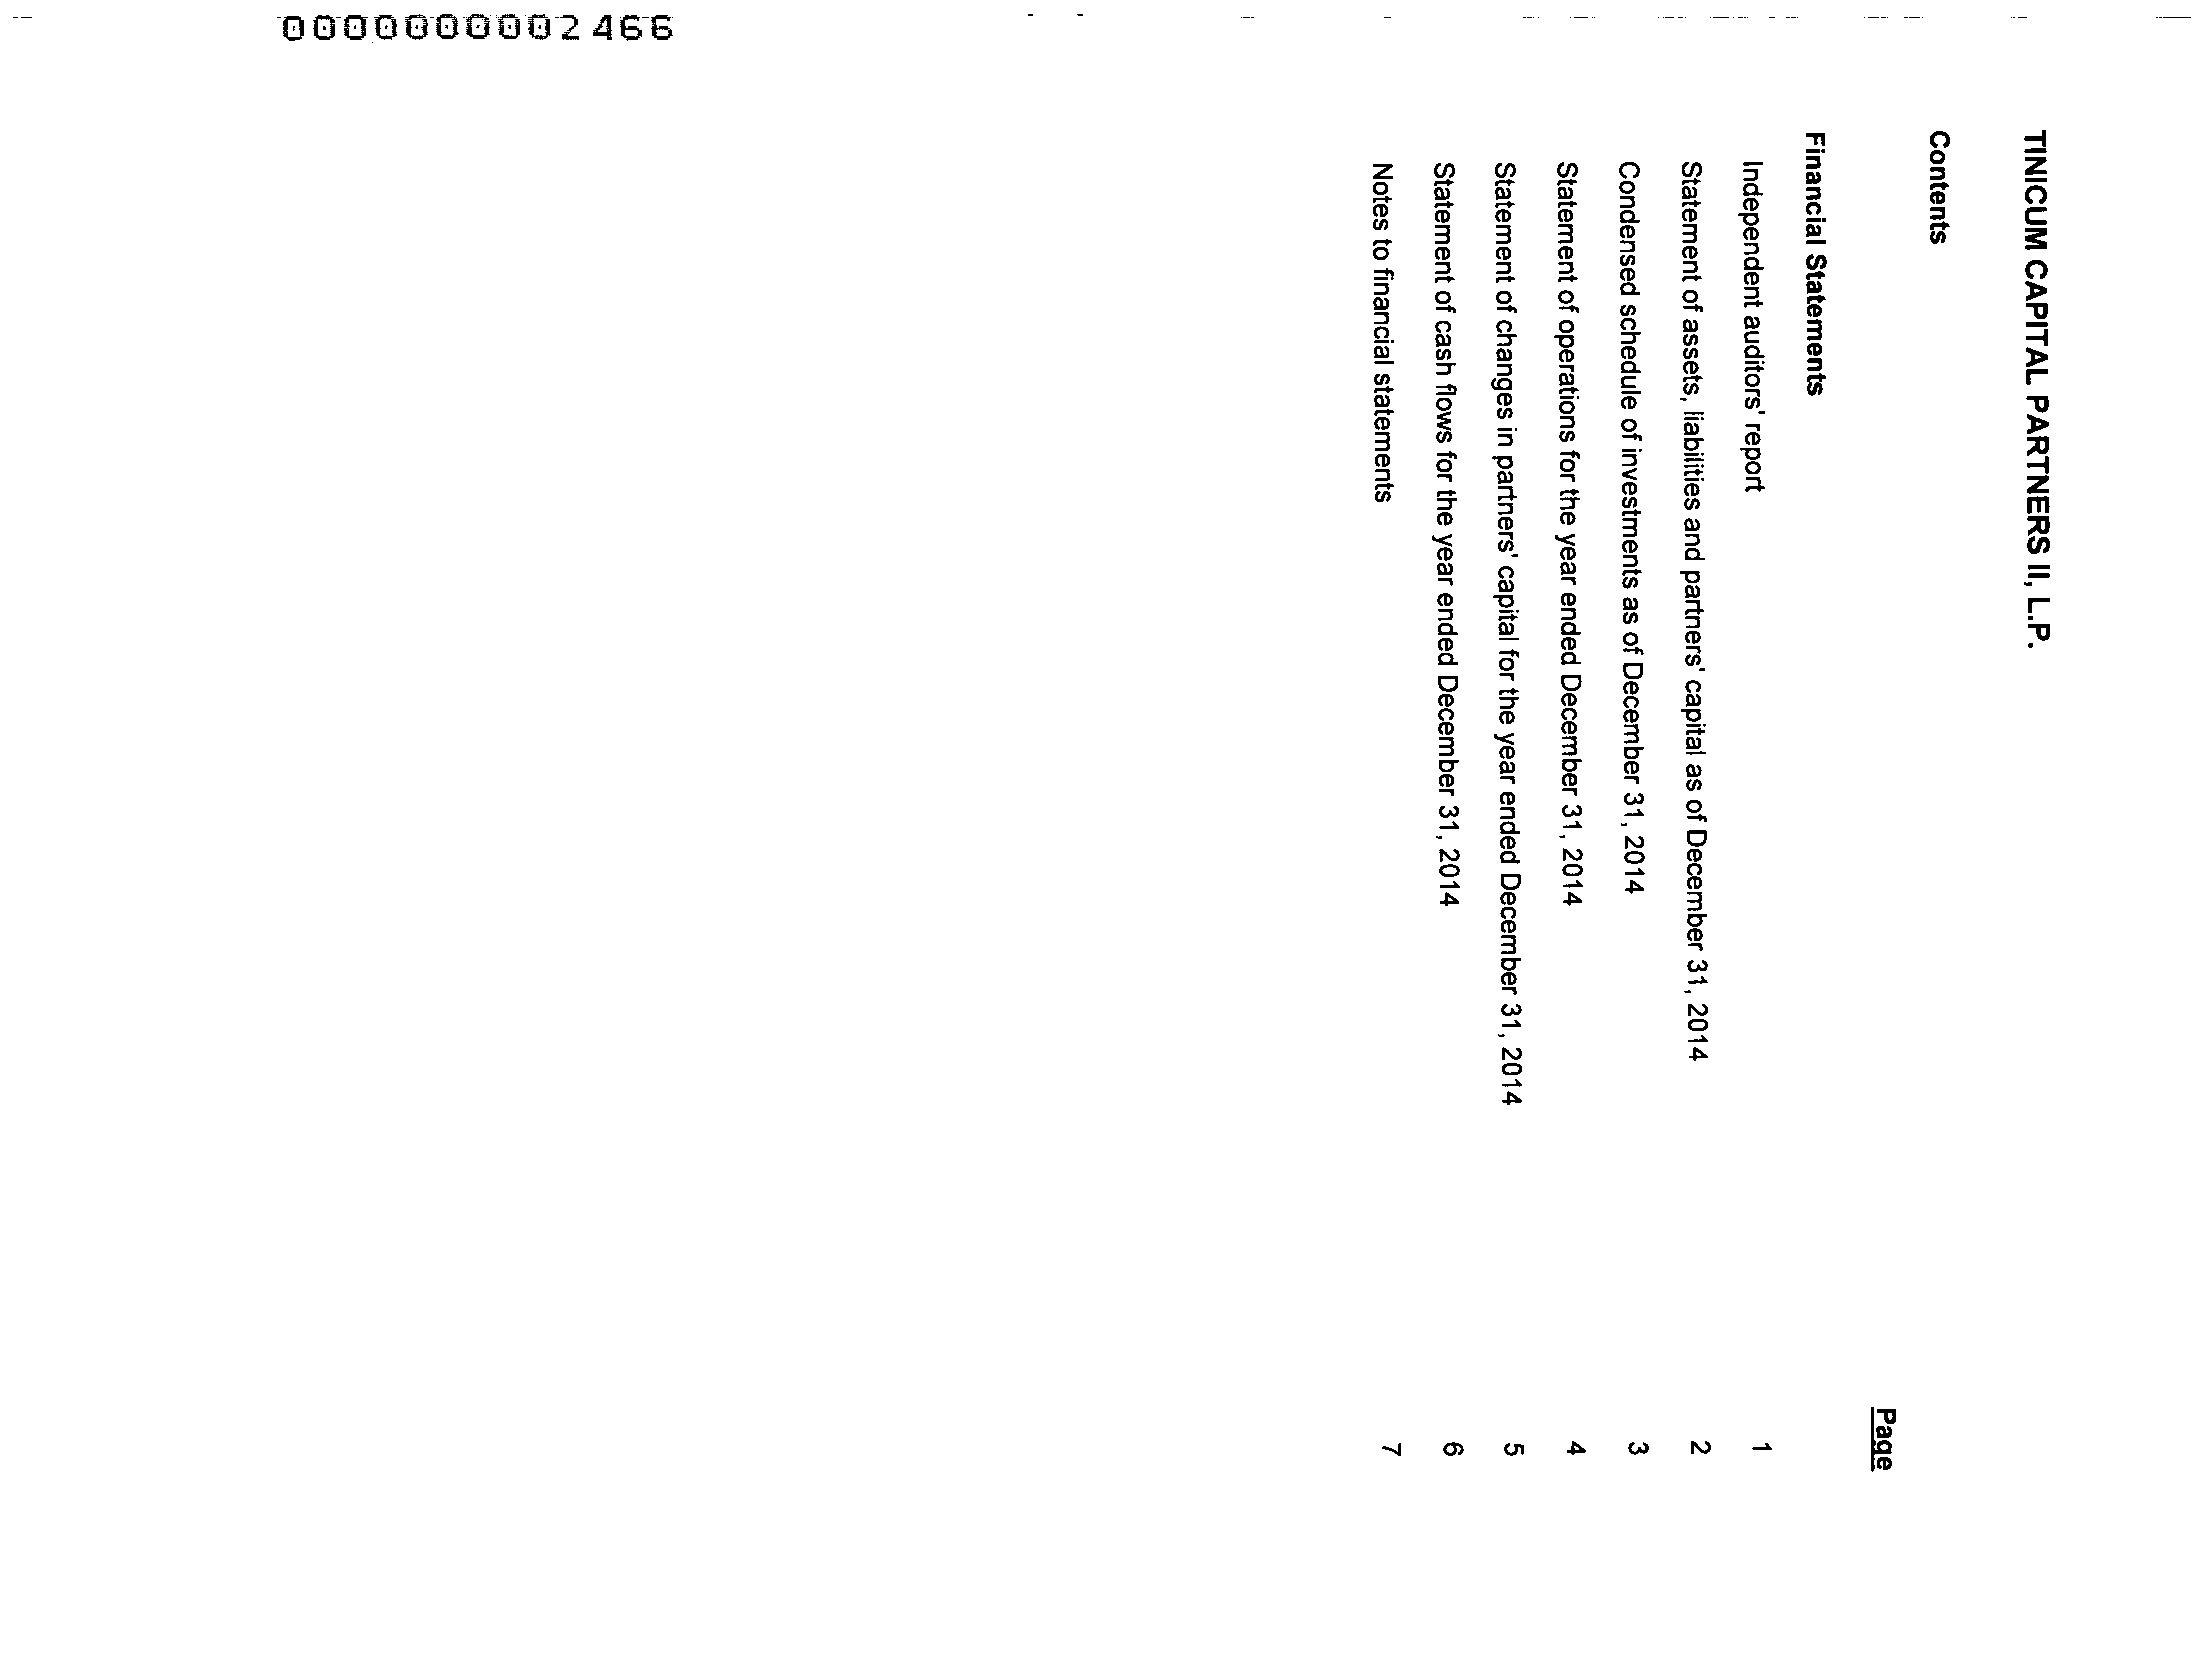 0000000002466
TINICUM CAPITAL PARTNERS II, L.P.
Contents
Page
Financial Statements
Independent auditors' report 1
Statement of assets, liabilities and partners' capital as of December 31, 2014 2
Condensed schedule of investments as of December 31, 2014 3
Statement of operations for the year ended December 31, 2014 4
Statement of changes in partners' capital for the year ended December 31, 2014 5
Statement of cash flows for the year ended December 31, 2014 6
Notes to financial statements 7